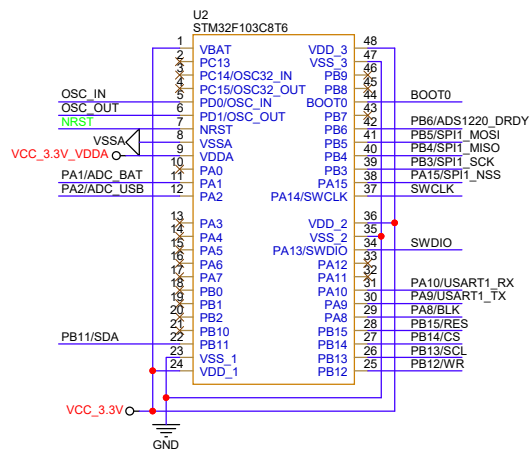 U2
STM32F103C8T6
1 VBAT VDD_3 48
2 PC13 VSS_3 47
3 PC14/OSC32_IN PB9 46
4 PC15/OSC32_OUT PB8 45
OSC_IN 5 PD0/OSC_IN BOOT0 44 BOOT0
OSC_OUT 6 PD1/OSC_OUT PB7 43
NRST 7 NRST PB6 42 PB6/ADS1220_DRDY
VSSA 8 VSSA PB5 41 PB5/SPI1_MOSI
VCC_3.3V_VDDA 9 VDDA PB4 40 PB4/SPI1_MISO
10 PA0 PB3 39 PB3/SPI1_SCK
PA1/ADC_BAT 11 PA1 PA15 38 PA15/SPI1_NSS
PA2/ADC_USB 12 PA2 PA14/SWCLK 37 SWCLK
13 PA3 VDD_2 36
14 PA4 VSS_2 35
15 PA5 PA13/SWDIO 34 SWDIO
16 PA6 PA12 33
17 PA7 PA11 32
18 PB0 PA10 31 PA10/USART1_RX
19 PB1 PA9 30 PA9/USART1_TX
20 PB2 PA8 29 PA8/BLK
21 PB10 PB15 28 PB15/RES
PB11/SDA 22 PB11 PB14 27 PB14/CS
23 VSS_1 PB13 26 PB13/SCL
24 VDD_1 PB12 25 PB12/WR
VCC_3.3V
GND